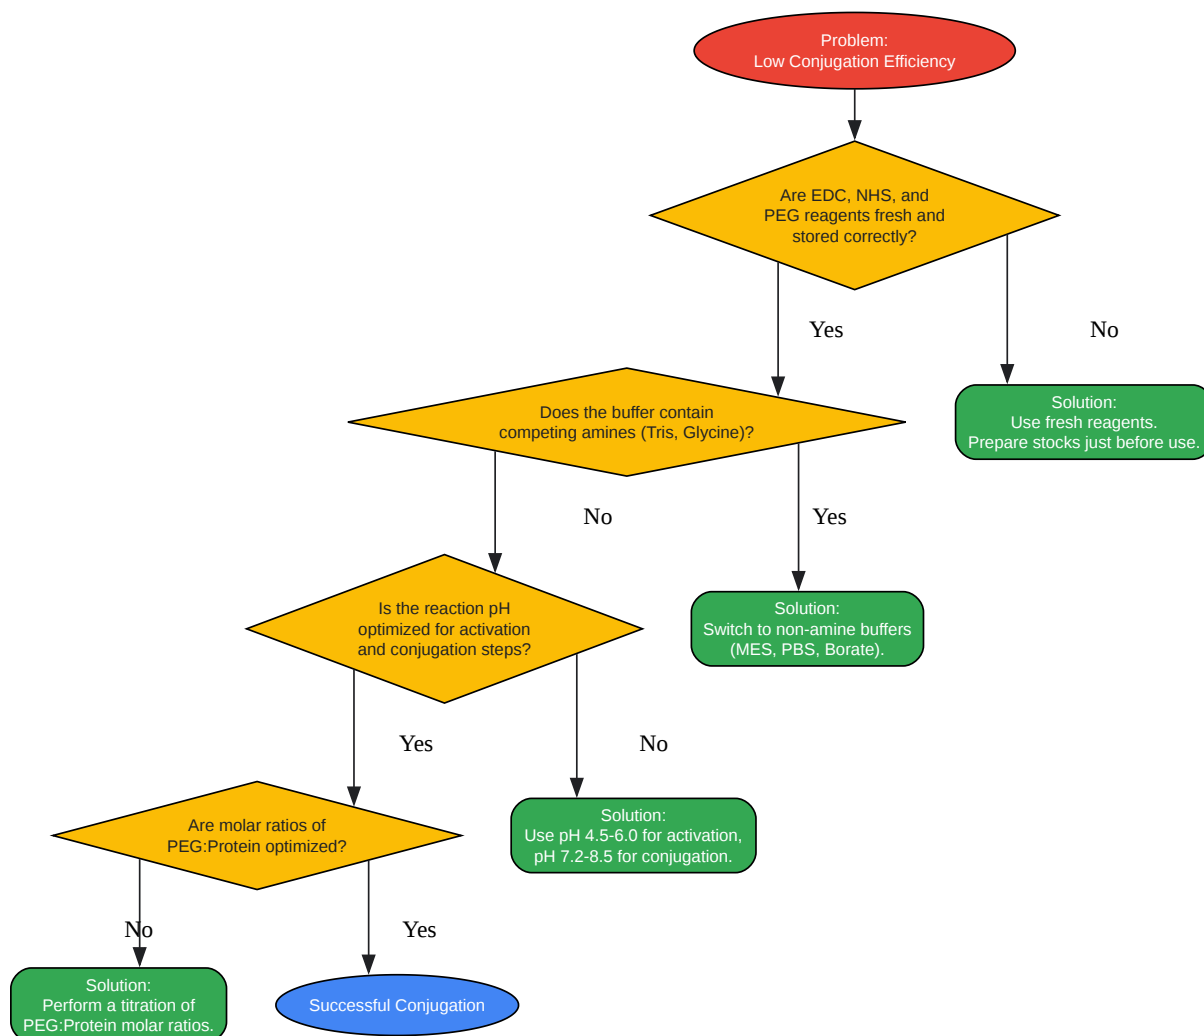 Problem:
Low Conjugation Efficiency
Are EDC, NHS, and
PEG reagents fresh and
stored correctly?
Yes
No
Does the buffer contain
competing amines (Tris, Glycine)?
Solution:
Use fresh reagents.
Prepare stocks just before use.
No
Yes
Is the reaction pH
optimized for activation
and conjugation steps?
Solution:
Switch to non-amine buffers
(MES, PBS, Borate).
Yes
No
Are molar ratios of
PEG:Protein optimized?
Solution:
Use pH 4.5-6.0 for activation,
pH 7.2-8.5 for conjugation.
No
Yes
Solution:
Perform a titration of
PEG:Protein molar ratios.
Successful Conjugation